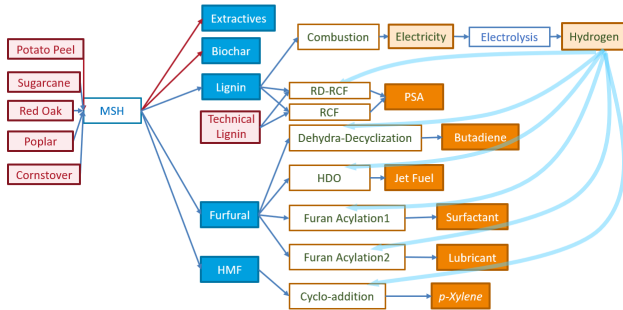 Potato Peel
Sugarcane
Red Oak
Poplar
Cornstover
MSH
Extractives
Biochar
Lignin
Technical
Lignin
Furfural
HMF
Combustion
Electricity
Electrolysis
Hydrogen
RD-RCF
RCF
PSA
Dehydra-Decyclization
Butadiene
HDO
Jet Fuel
Furan Acylation1
Surfactant
Furan Acylation2
Lubricant
Cyclo-addition
p-Xylene